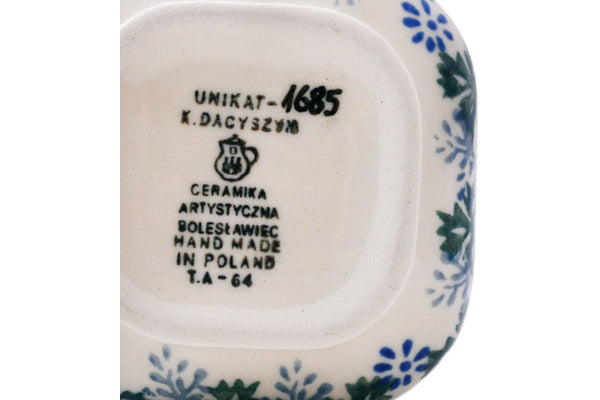 UNIKAT-1685
K.DACYSZYN
CERAMIKA
ARTYSTYCZNA
BOLESŁAWIEC
HAND MADE
IN POLAND
T.A-64